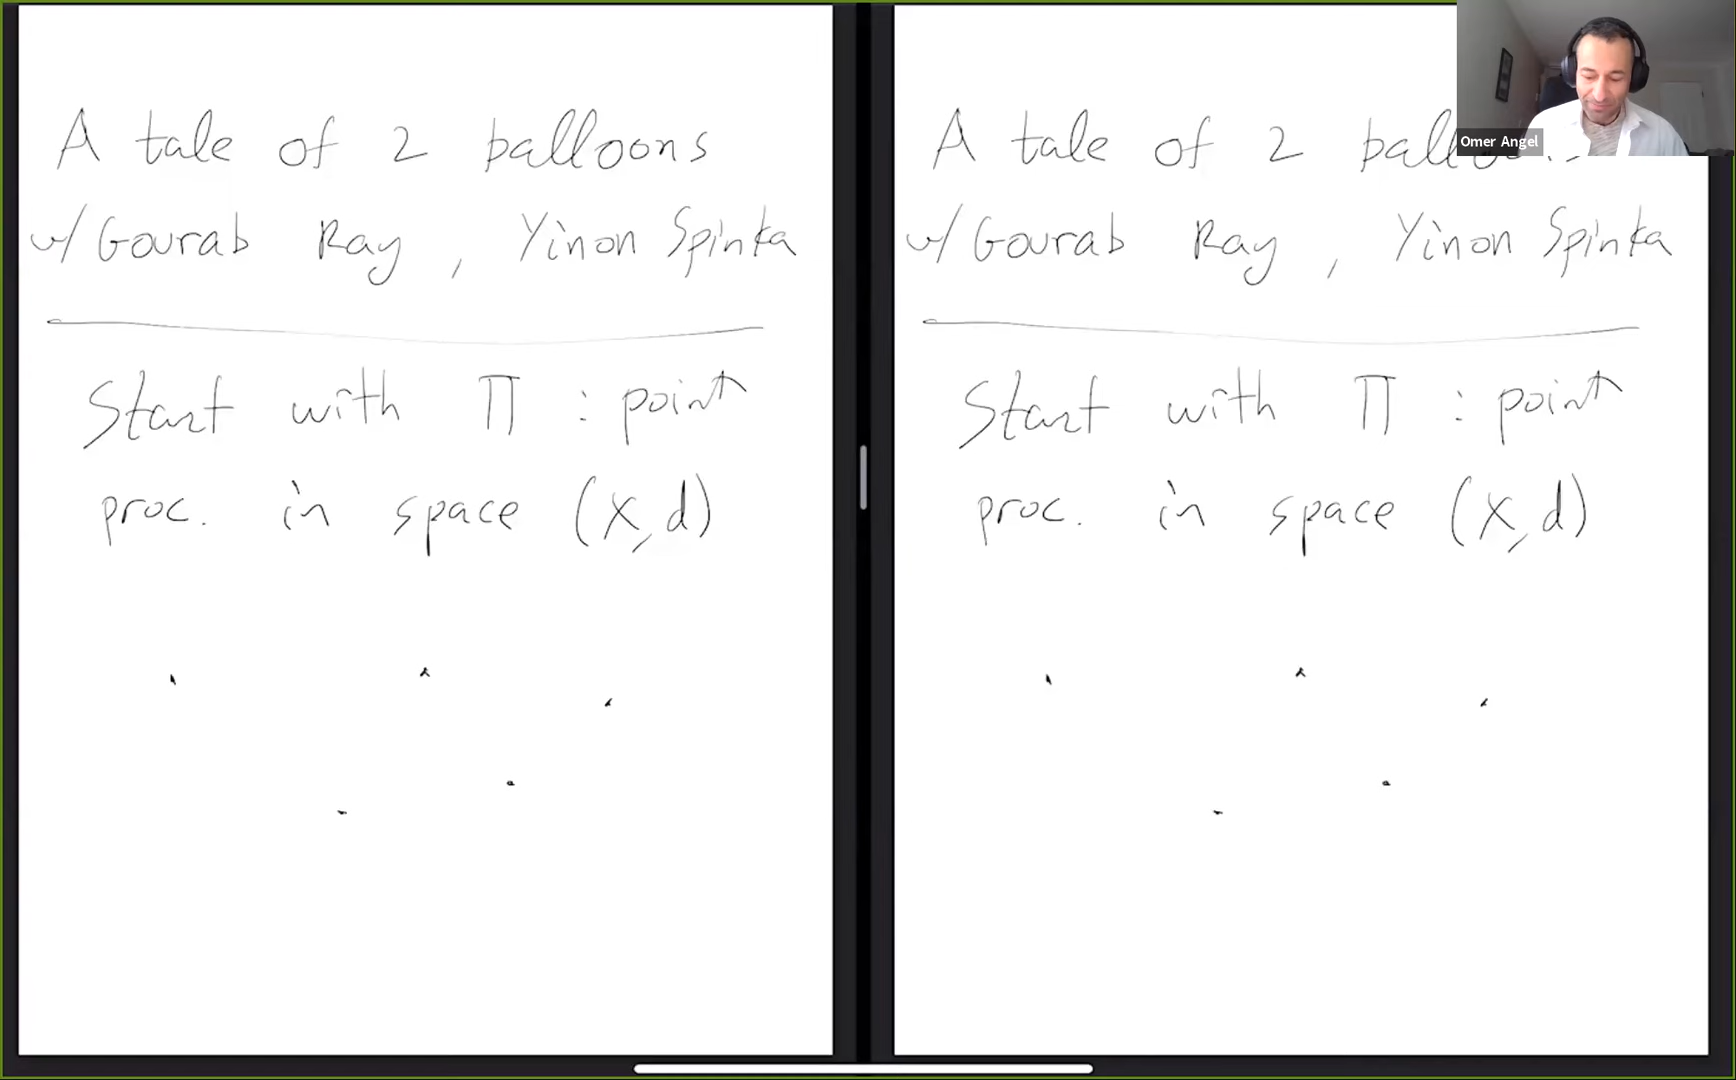 A tale of 2 balloons
w/ Gourab Ray, Yinon Spinka
Start with Π : point
proc. in space (X,d)
A tale of 2 ball
w/ Gourab Ray, Yinon Spinka
Start with Π : point
proc. in space (X,d)
Omer Angel